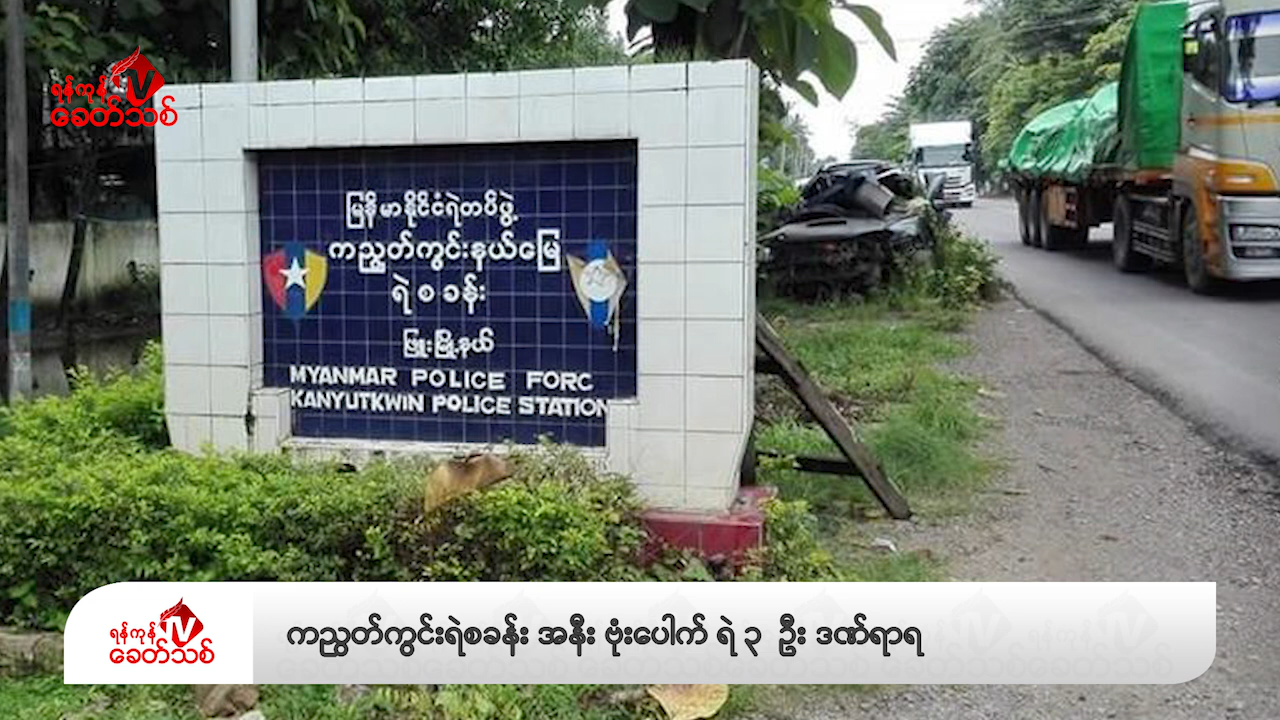 ရန်ကုန်
ခေတ်သစ်
TV
မြန်မာနိုင်ငံရဲတပ်ဖွဲ့
ကညွတ်ကွင်းနယ်မြေ
ရဲစခန်း
ဖြူးမြို့နယ်
MYANMAR POLICE FORC
KANYUTKWIN POLICE STATION
ရန်ကုန်
ခေတ်သစ်
TV
ကညွတ်ကွင်းရဲစခန်း အနီး ဗုံးပေါက် ရဲ ၃ ဦး ဒဏ်ရာရ